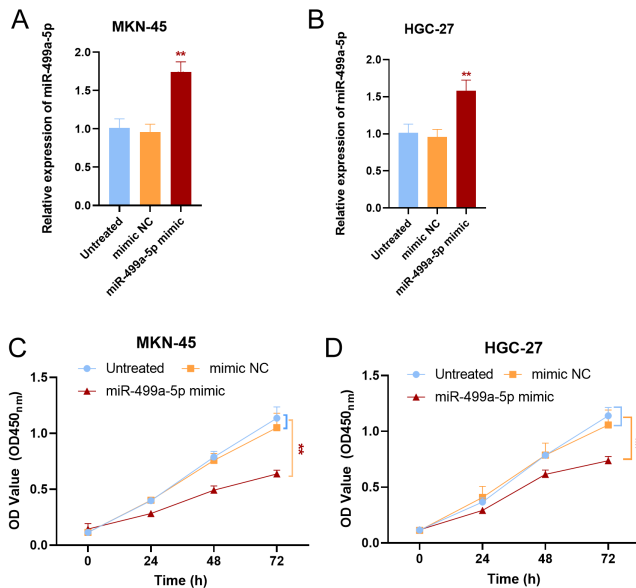 A
MKN-45
Relative expression of miR-499a-5p
2.0
1.5
1.0
0.5
0.0
**
Untreated
mimic NC
miR-499a-5p mimic
B
HGC-27
Relative expression of miR-499a-5p
2.0
1.5
1.0
0.5
0.0
**
Untreated
mimic NC
miR-499a-5p mimic
C
MKN-45
Untreated
mimic NC
miR-499a-5p mimic
OD Value (OD450nm)
1.5
1.0
0.5
0.0
**
0
24
48
72
Time (h)
D
HGC-27
Untreated
mimic NC
miR-499a-5p mimic
OD Value (OD450nm)
1.5
1.0
0.5
0.0
0
24
48
72
Time (h)